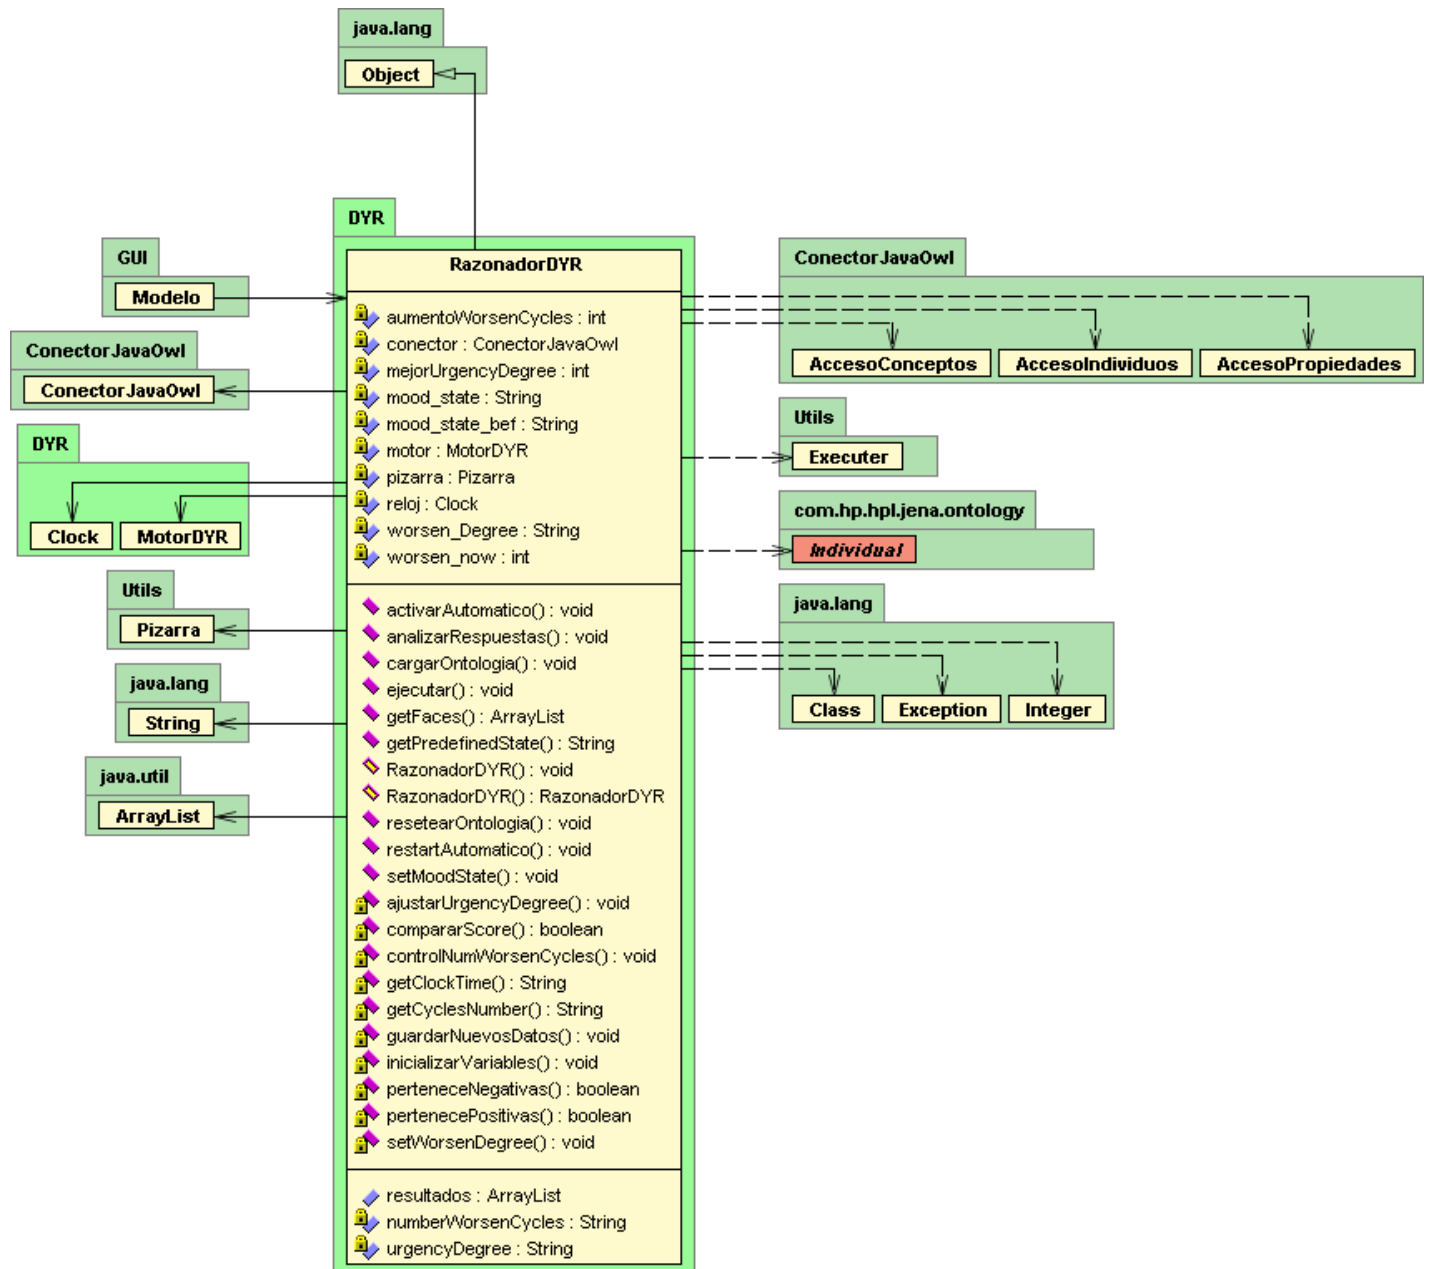 java.lang
Object
DYR
RazonadorDYR
aumentoWorsenCycles : int
conector : ConectorJavaOwl
mejorUrgencyDegree : int
mood_state : String
mood_state_bef : String
motor : MotorDYR
pizarra : Pizarra
reloj : Clock
worsen_Degree : String
worsen_now : int
activarAutomatico() : void
analizarRespuestas() : void
cargarOntologia() : void
ejecutar() : void
getFaces() : ArrayList
getPredefinedState() : String
RazonadorDYR() : void
RazonadorDYR() : RazonadorDYR
resetearOntologia() : void
restartAutomatico() : void
setMoodState() : void
ajustarUrgencyDegree() : void
compararScore() : boolean
controlNumWorsenCycles() : void
getClockTime() : String
getCyclesNumber() : String
guardarNuevosDatos() : void
inicializarVariables() : void
perteneceNegativas() : boolean
pertenecePositivas() : boolean
setWorsenDegree() : void
resultados : ArrayList
numberWorsenCycles : String
urgencyDegree : String
GUI
Modelo
ConectorJavaOwl
ConectorJavaOwl
DYR
Clock
MotorDYR
Utils
Pizarra
java.lang
String
java.util
ArrayList
ConectorJavaOwl
AccesoConceptos
AccesoIndividuos
AccesoPropiedades
Utils
Executer
com.hp.hpl.jena.ontology
Individual
java.lang
Class
Exception
Integer